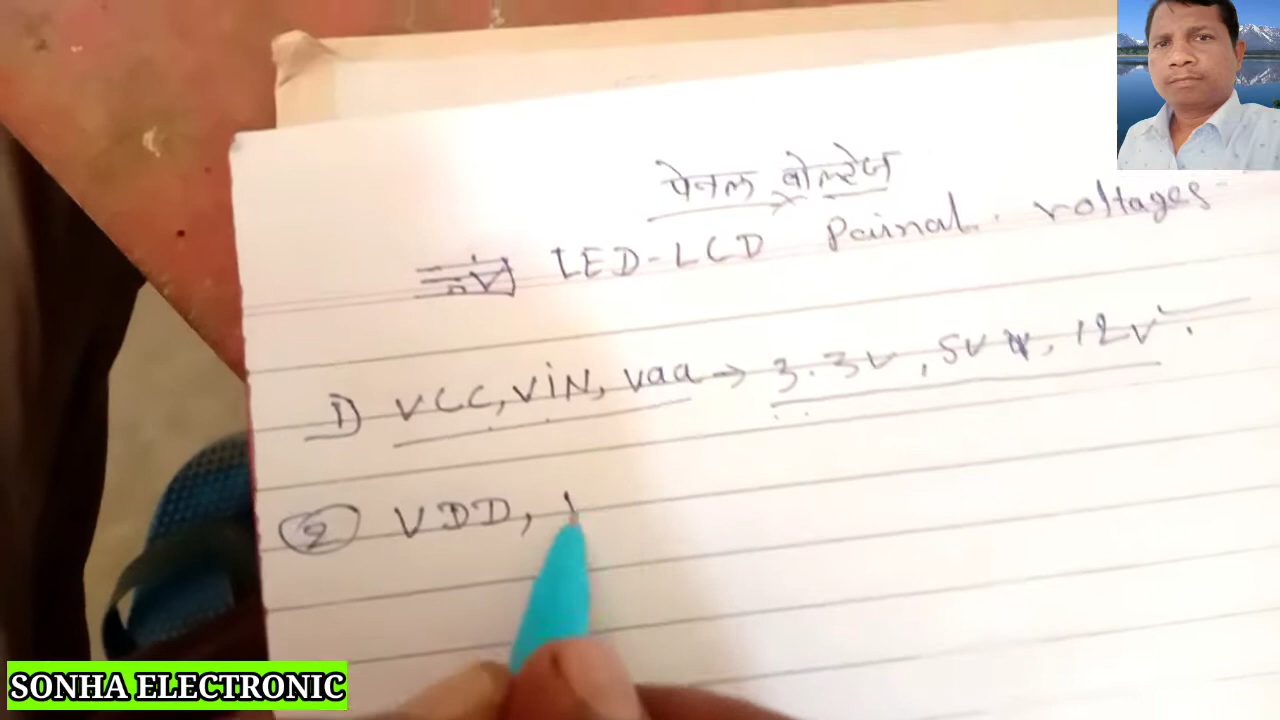 पेनल वोल्टेज
LED-LCD Painal voltages
1) VCC, ViN, Vaa → 3.3V, 5V, 12V.
② VDD,
SONHA ELECTRONIC